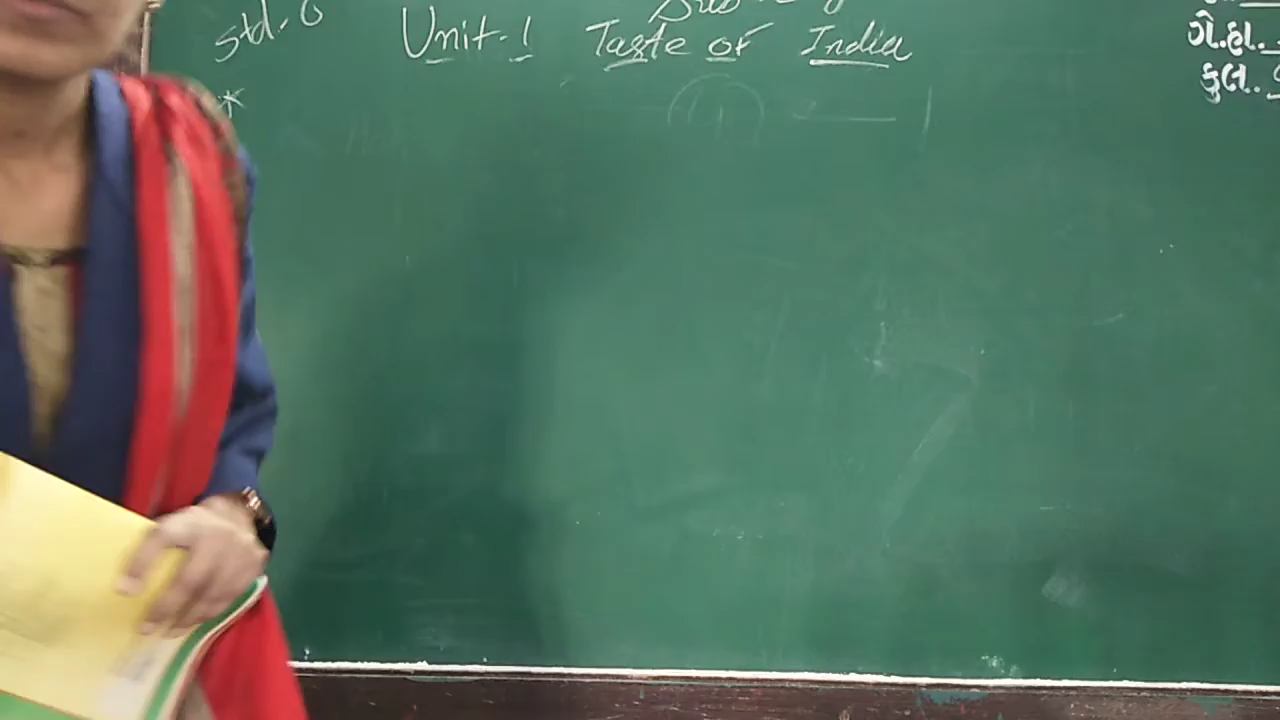 Std.- 6
Unit-1 Taste of India
*
ગે.હા.
કુલ.